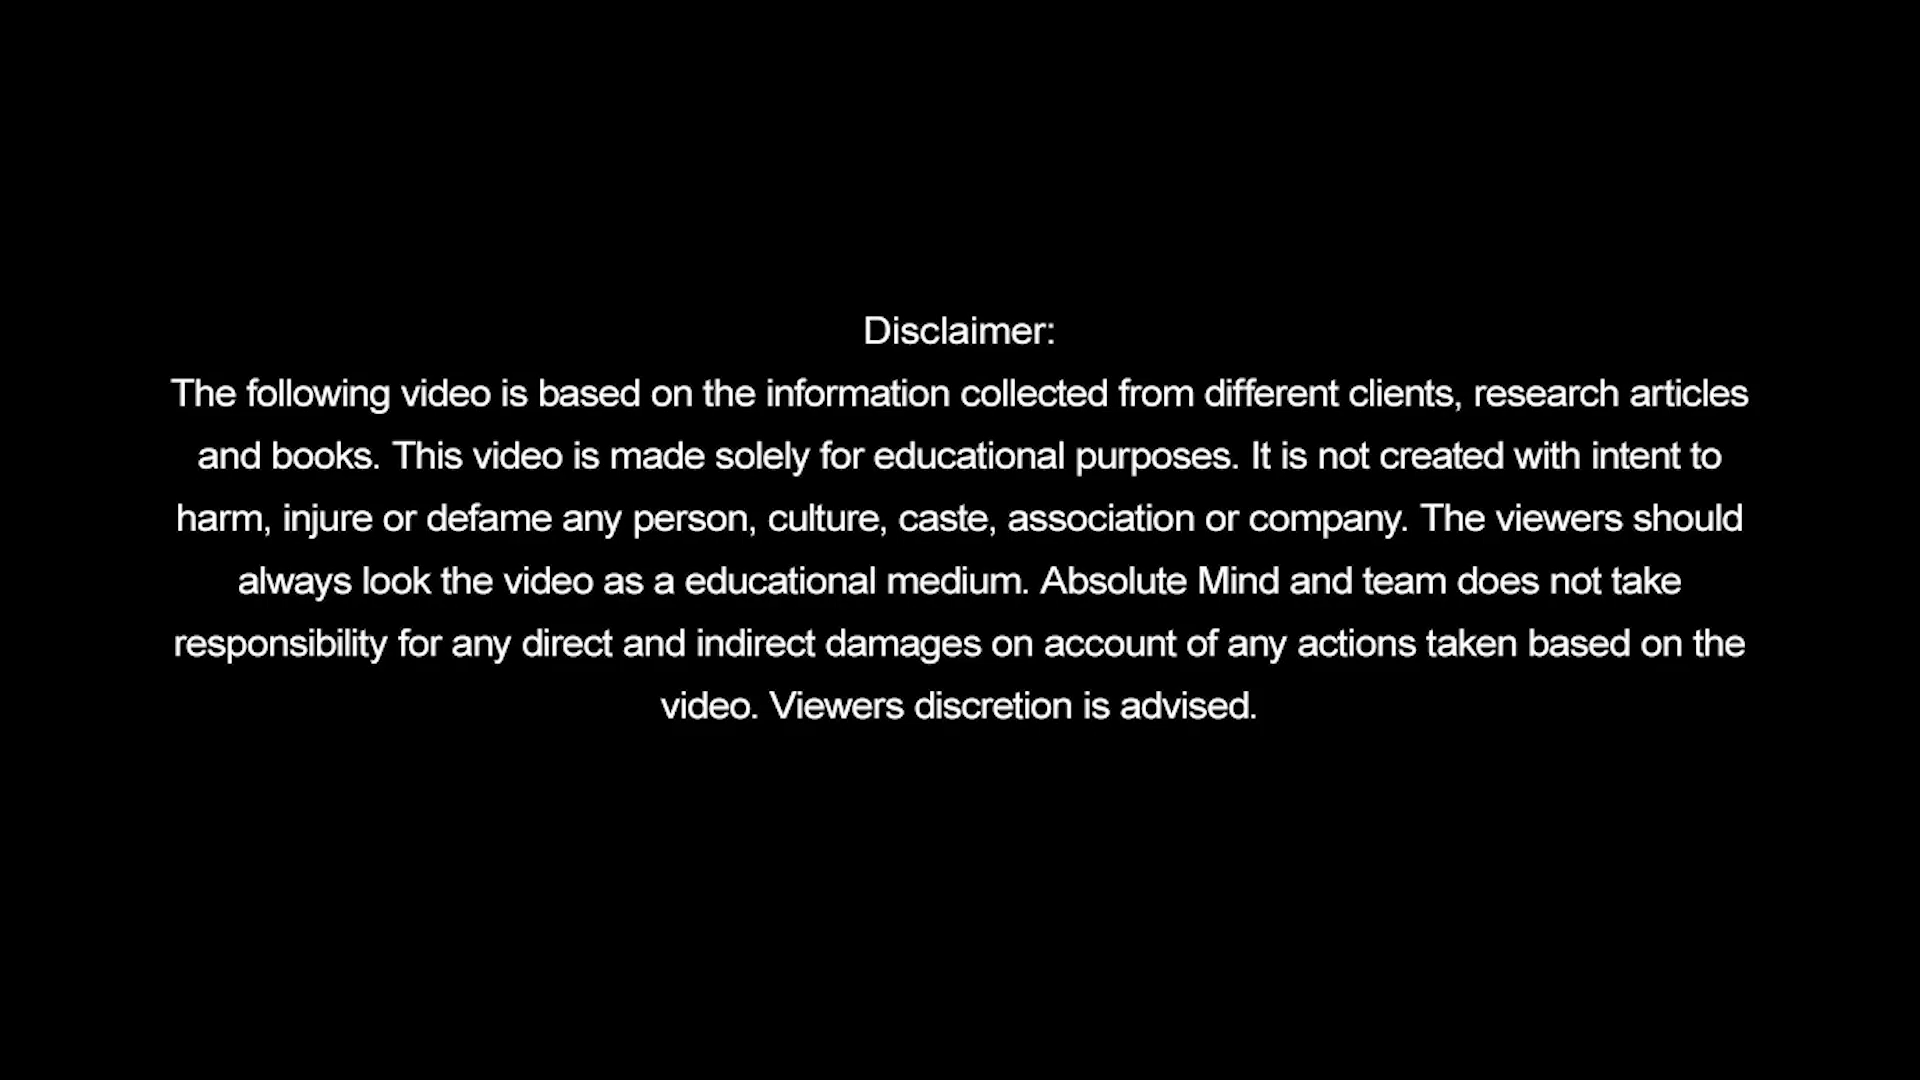 Disclaimer:
The following video is based on the information collected from different clients, research articles
and books. This video is made solely for educational purposes. It is not created with intent to
harm, injure or defame any person, culture, caste, association or company. The viewers should
always look the video as a educational medium. Absolute Mind and team does not take
responsibility for any direct and indirect damages on account of any actions taken based on the
video. Viewers discretion is advised.